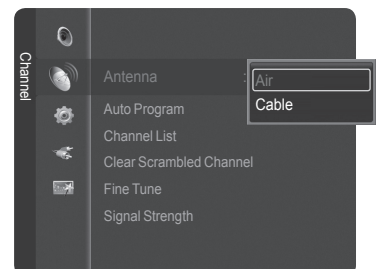 Channel
Antenna : Air
Cable
Auto Program
Channel List
Clear Scrambled Channel
Fine Tune
Signal Strength